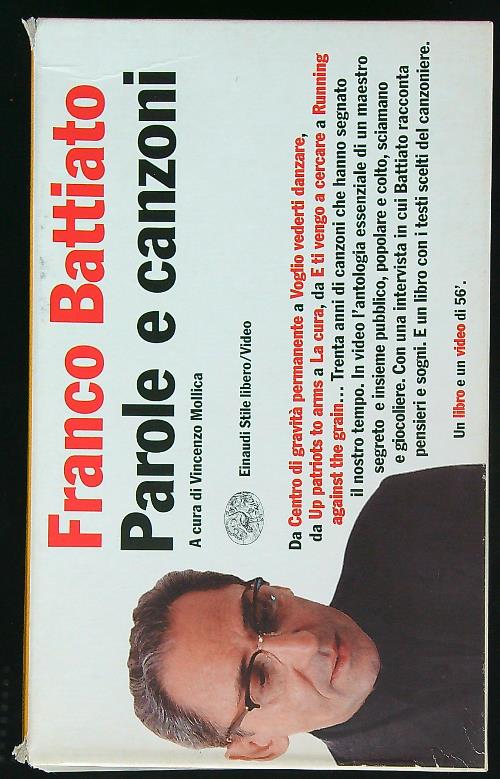 Franco Battiato
Parole e canzoni
A cura di Vincenzo Mollica
Einaudi Stile libero/Video
Da Centro di gravità permanente a Voglio vederti danzare,
da Up patriots to arms a La cura, da E ti vengo a cercare a Running
against the grain... Trenta anni di canzoni che hanno segnato
il nostro tempo. In video l'antologia essenziale di un maestro
segreto e insieme pubblico, popolare e colto, sciamano
e giocoliere. Con una intervista in cui Battiato racconta
pensieri e sogni. E un libro con i testi scelti del canzoniere.
Un libro e un video di 56'.